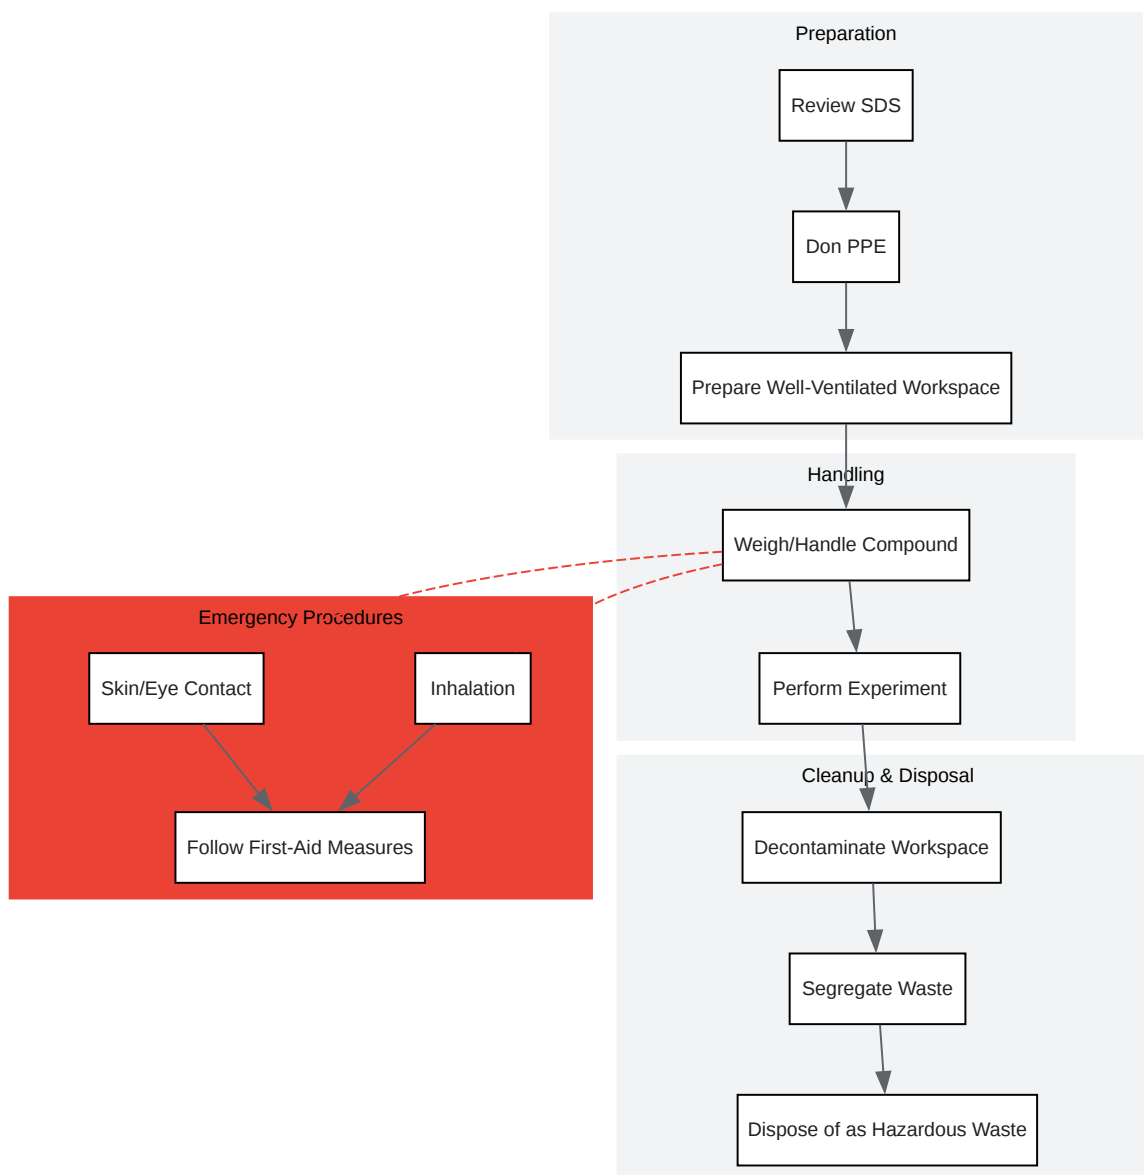 Preparation
Review SDS
Don PPE
Prepare Well-Ventilated Workspace
Handling
Weigh/Handle Compound
Perform Experiment
Emergency Procedures
Skin/Eye Contact
Inhalation
Follow First-Aid Measures
Cleanup & Disposal
Decontaminate Workspace
Segregate Waste
Dispose of as Hazardous Waste